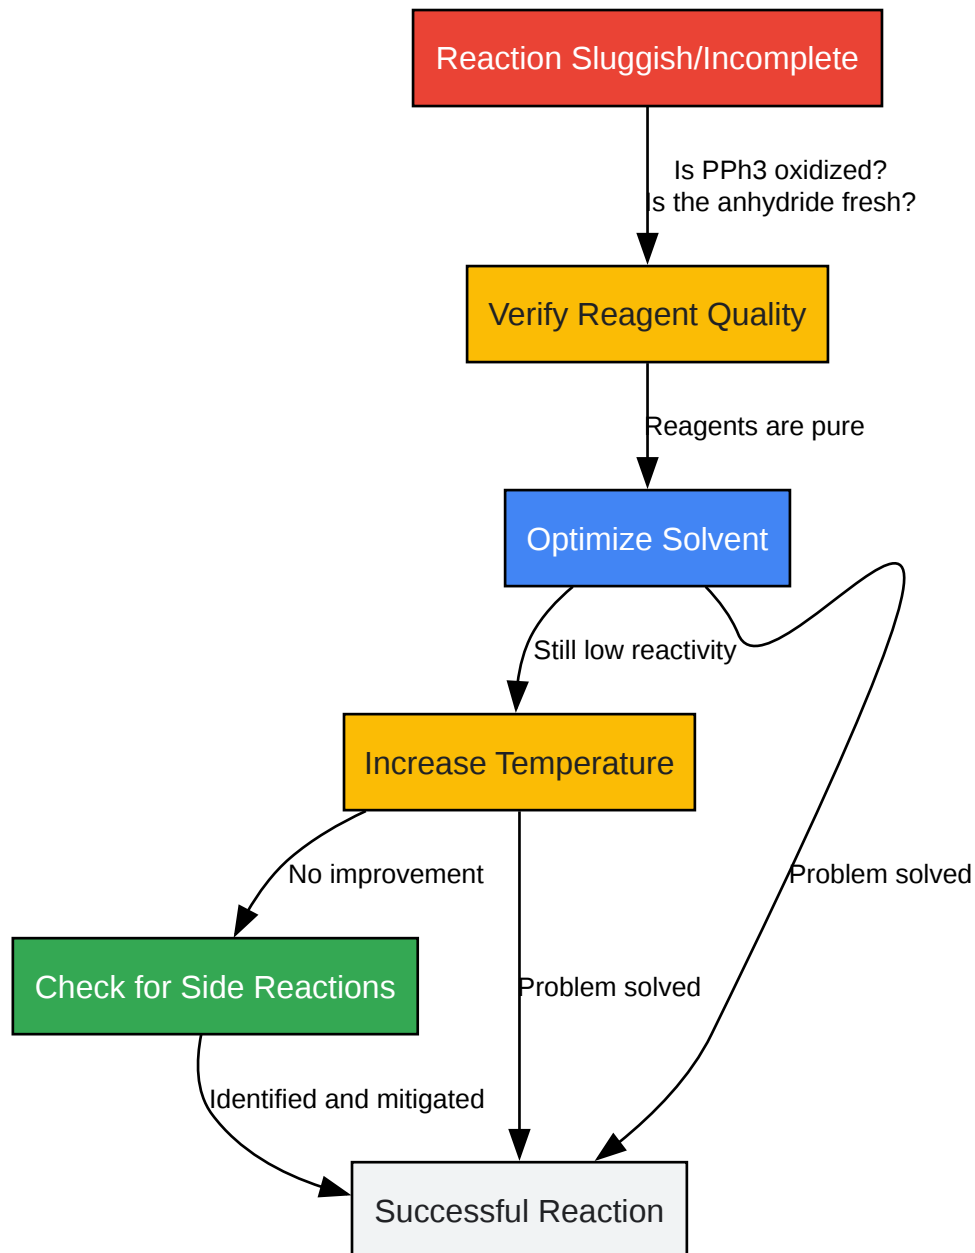 Reaction Sluggish/Incomplete
Is PPh3 oxidized?
Is the anhydride fresh?
Verify Reagent Quality
Reagents are pure
Optimize Solvent
Still low reactivity
Increase Temperature
No improvement
Problem solved
Check for Side Reactions
Problem solved
Identified and mitigated
Successful Reaction